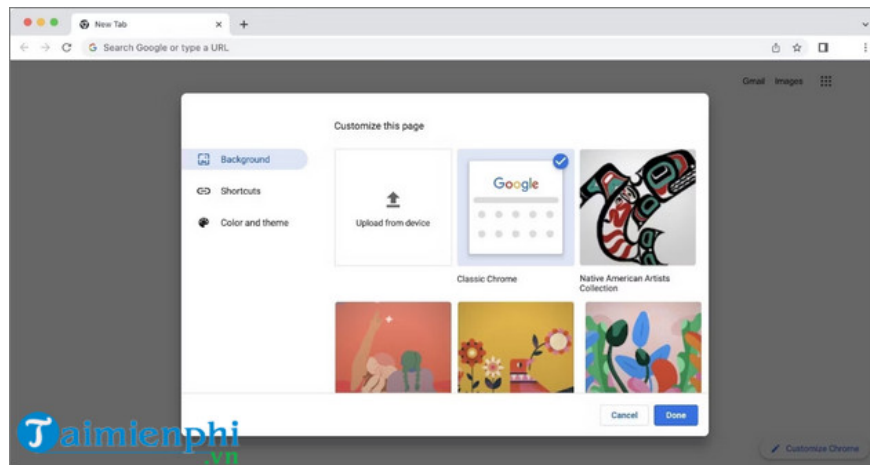 New Tab
Search Google or type a URL
Gmail Images
Customize this page
Background
Shortcuts
Color and theme
Upload from device
Google
Classic Chrome
Native American Artists
Collection
Cancel
Done
Customize Chrome
Taimienphi
.vn